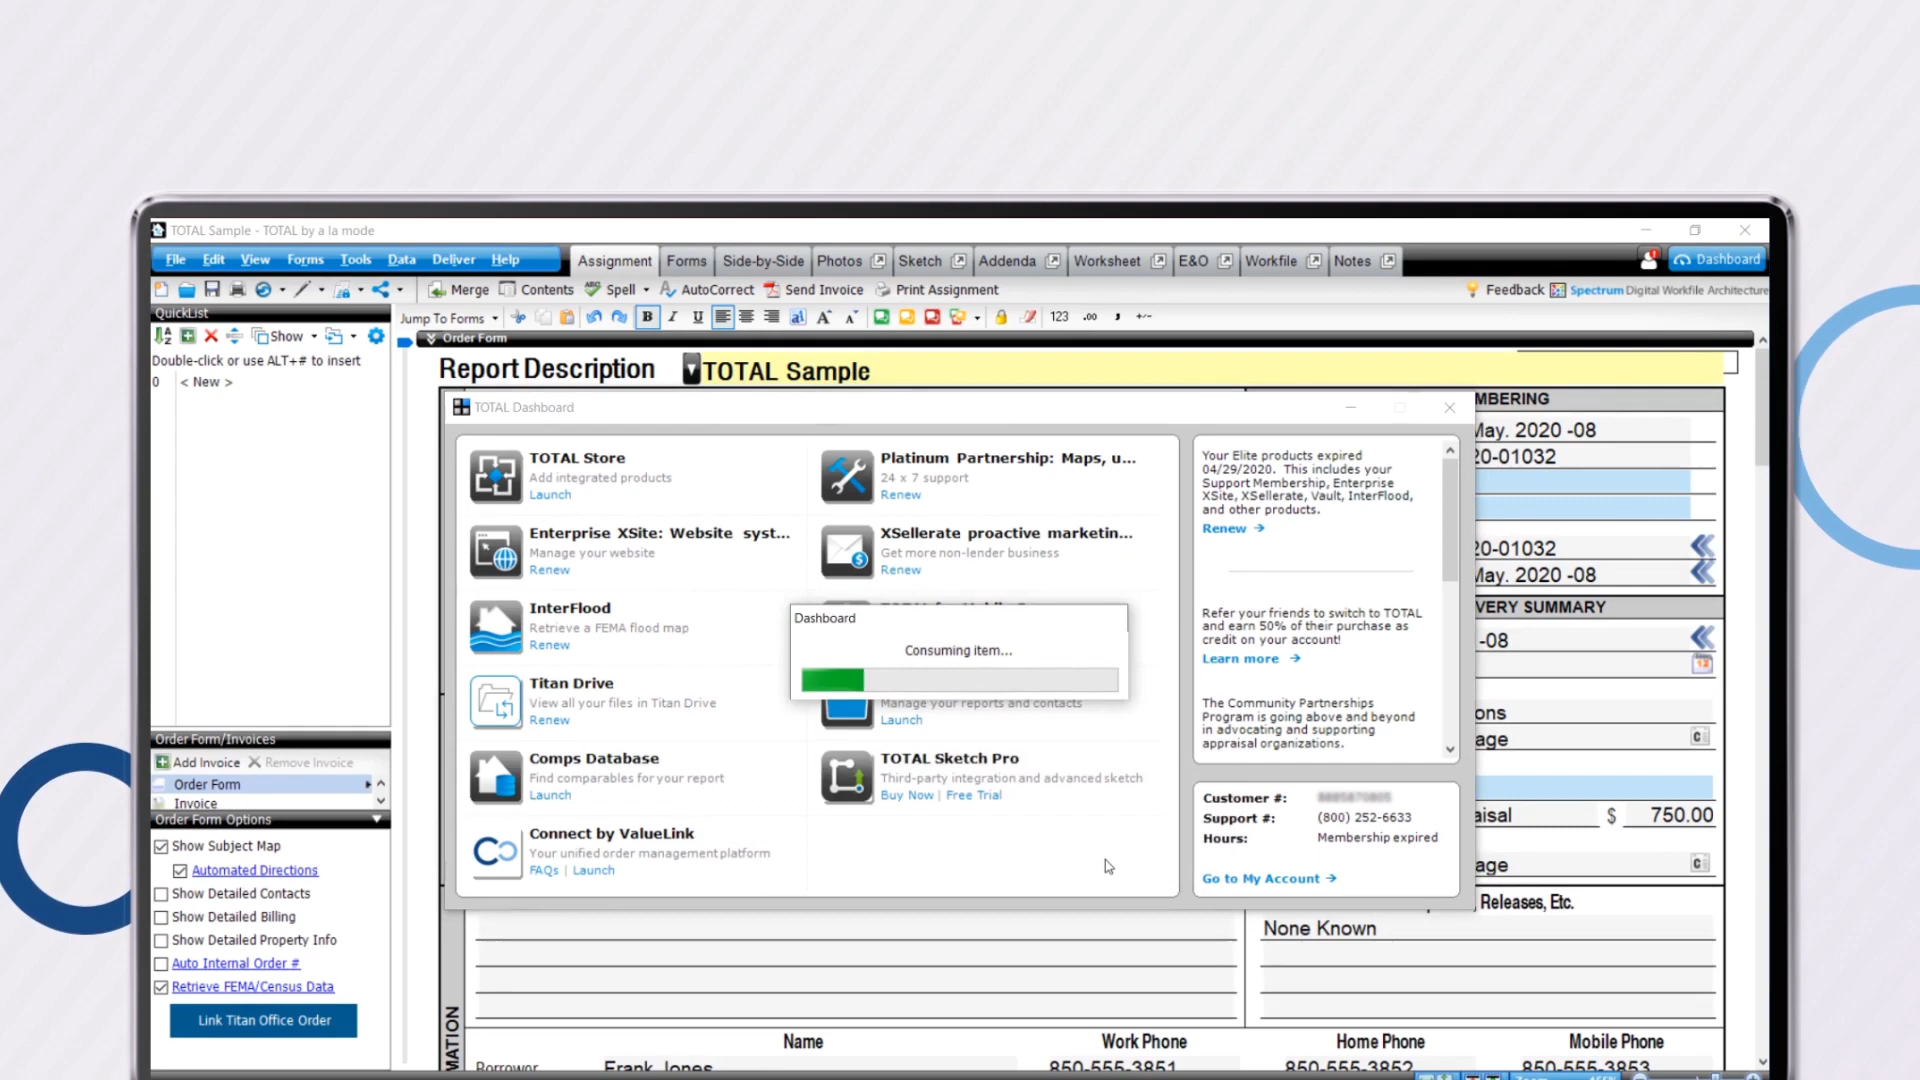 TOTAL Sample - TOTAL by a la mode
File Edit View Forms Tools Data Deliver Help
Assignment Forms Side-by-Side Photos Sketch Addenda Worksheet E&O Workfile Notes Dashboard
Merge Contents Spell AutoCorrect Send Invoice Print Assignment
Feedback Spectrum Digital Workfile Architecture
QuickList
Jump To Forms B I U 123 .00
Show
Double-click or use ALT+# to insert
0 < New >
Order Form
Report Description TOTAL Sample
TOTAL Dashboard
TOTAL Store
Add integrated products
Launch
Platinum Partnership: Maps, u...
24 x 7 support
Renew
Enterprise XSite: Website syst...
Manage your website
Renew
XSellerate proactive marketin...
Get more non-lender business
Renew
InterFlood
Retrieve a FEMA flood map
Renew
Titan Drive
View all your files in Titan Drive
Renew
Manage your reports and contacts
Launch
Comps Database
Find comparables for your report
Launch
TOTAL Sketch Pro
Third-party integration and advanced sketch
Buy Now | Free Trial
Connect by ValueLink
Your unified order management platform
FAQs | Launch
Dashboard
Consuming item...
Your Elite products expired
04/29/2020. This includes your
Support Membership, Enterprise
XSite, XSellerate, Vault, InterFlood,
and other products.
Renew
Refer your friends to switch to TOTAL
and earn 50% of their purchase as
credit on your account!
Learn more
The Community Partnerships
Program is going above and beyond
in advocating and supporting
appraisal organizations.
Customer #:
Support #: (800) 252-6633
Hours: Membership expired
Go to My Account
MBERING
May. 2020 -08
20-01032
20-01032
May. 2020 -08
VERY SUMMARY
-08
ons
age
aisal $ 750.00
age
Releases, Etc.
None Known
Order Form/Invoices
Add Invoice Remove Invoice
Order Form
Invoice
Order Form Options
Show Subject Map
Automated Directions
Show Detailed Contacts
Show Detailed Billing
Show Detailed Property Info
Auto Internal Order #
Retrieve FEMA/Census Data
Link Titan Office Order
MATION
Name Work Phone Home Phone Mobile Phone
Borrower Frank Jones 850-555-3851 850-555-3852 850-555-3853